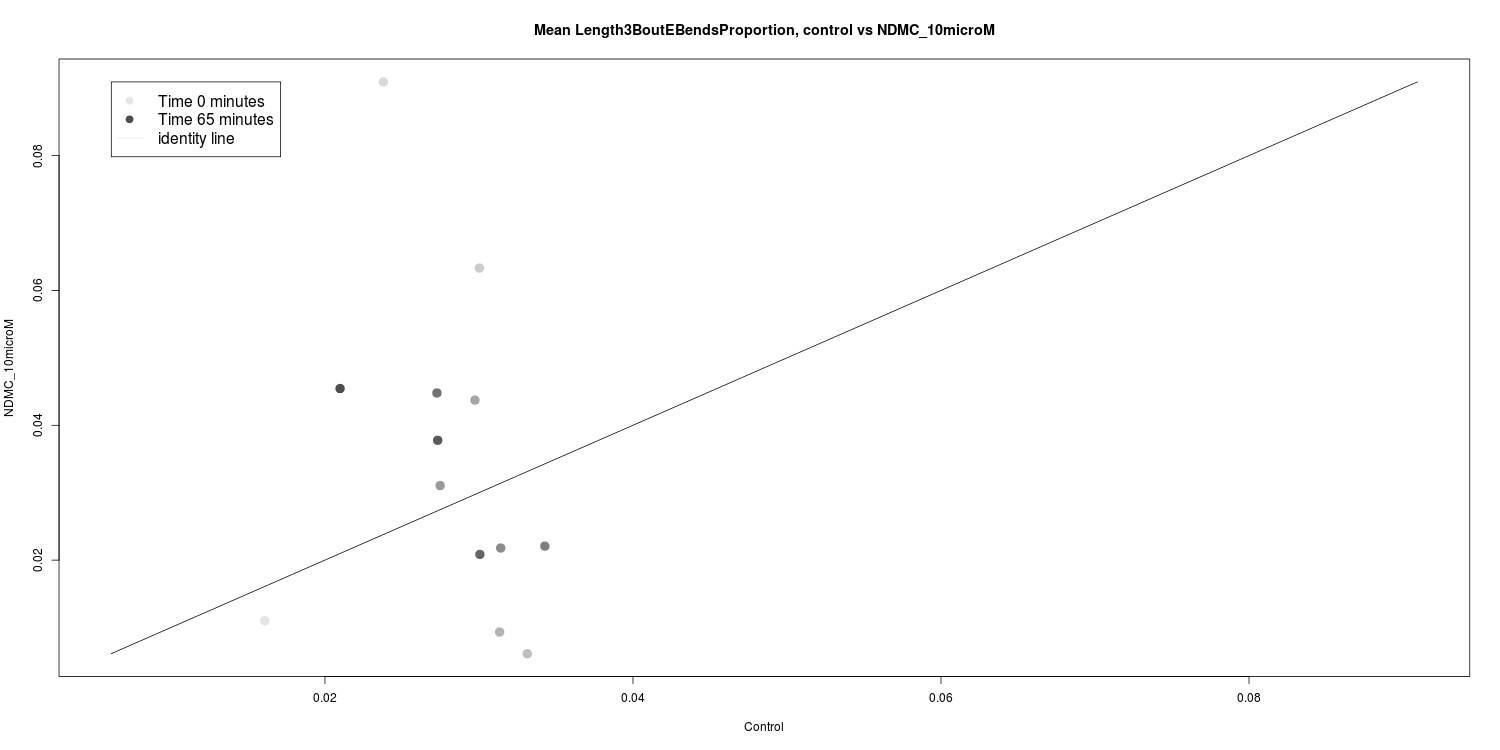 Mean Length3BoutEBendsProportion, control vs NDMC_10microM
Time 0 minutes
Time 65 minutes
identity line
NDMC_10microM
0.08
0.06
0.04
0.02
0.02
0.04
0.06
0.08
Control